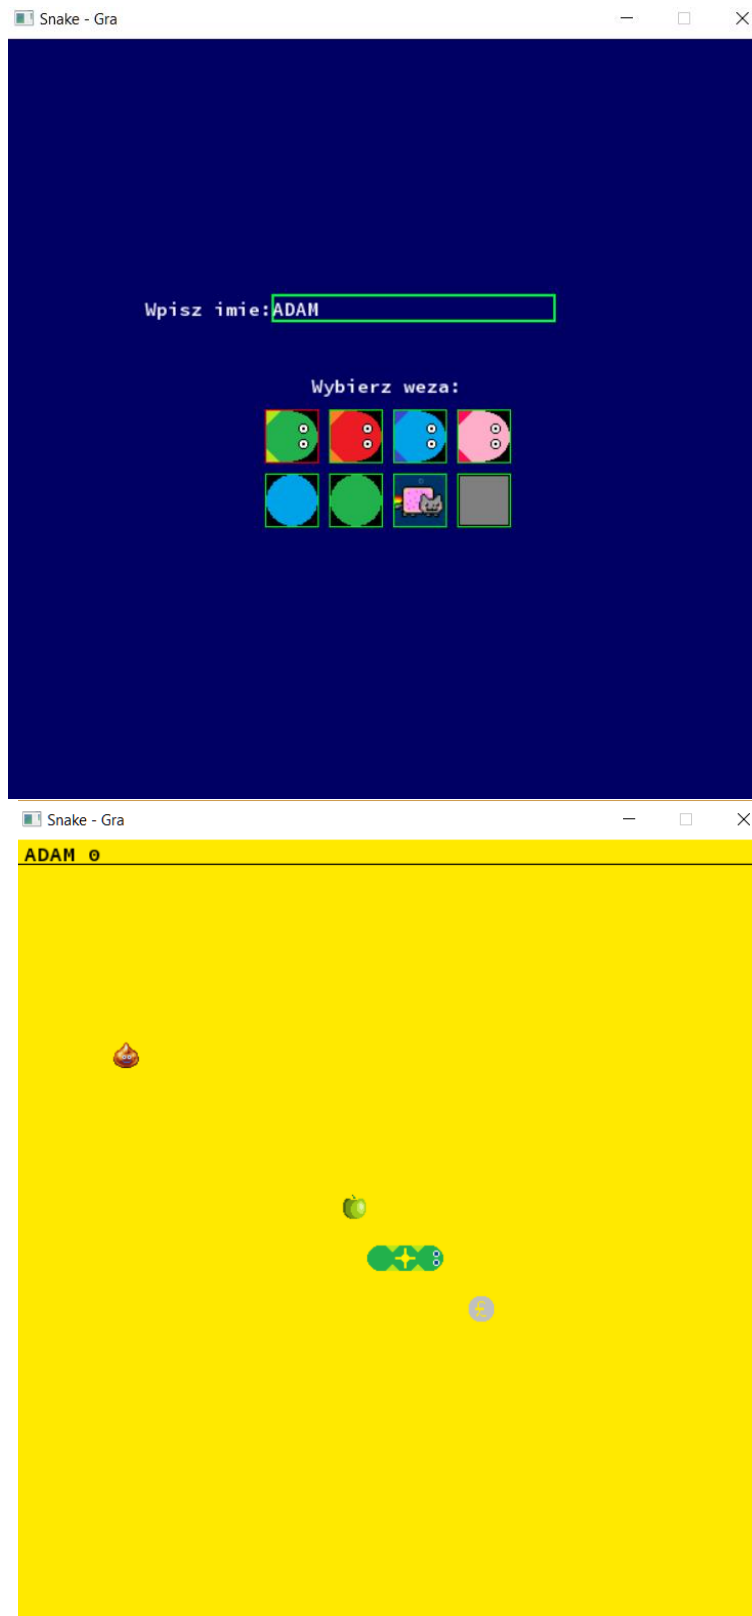 Snake - Gra
Wpisz imie:ADAM
Wybierz weza:
Snake - Gra
ADAM 0
£